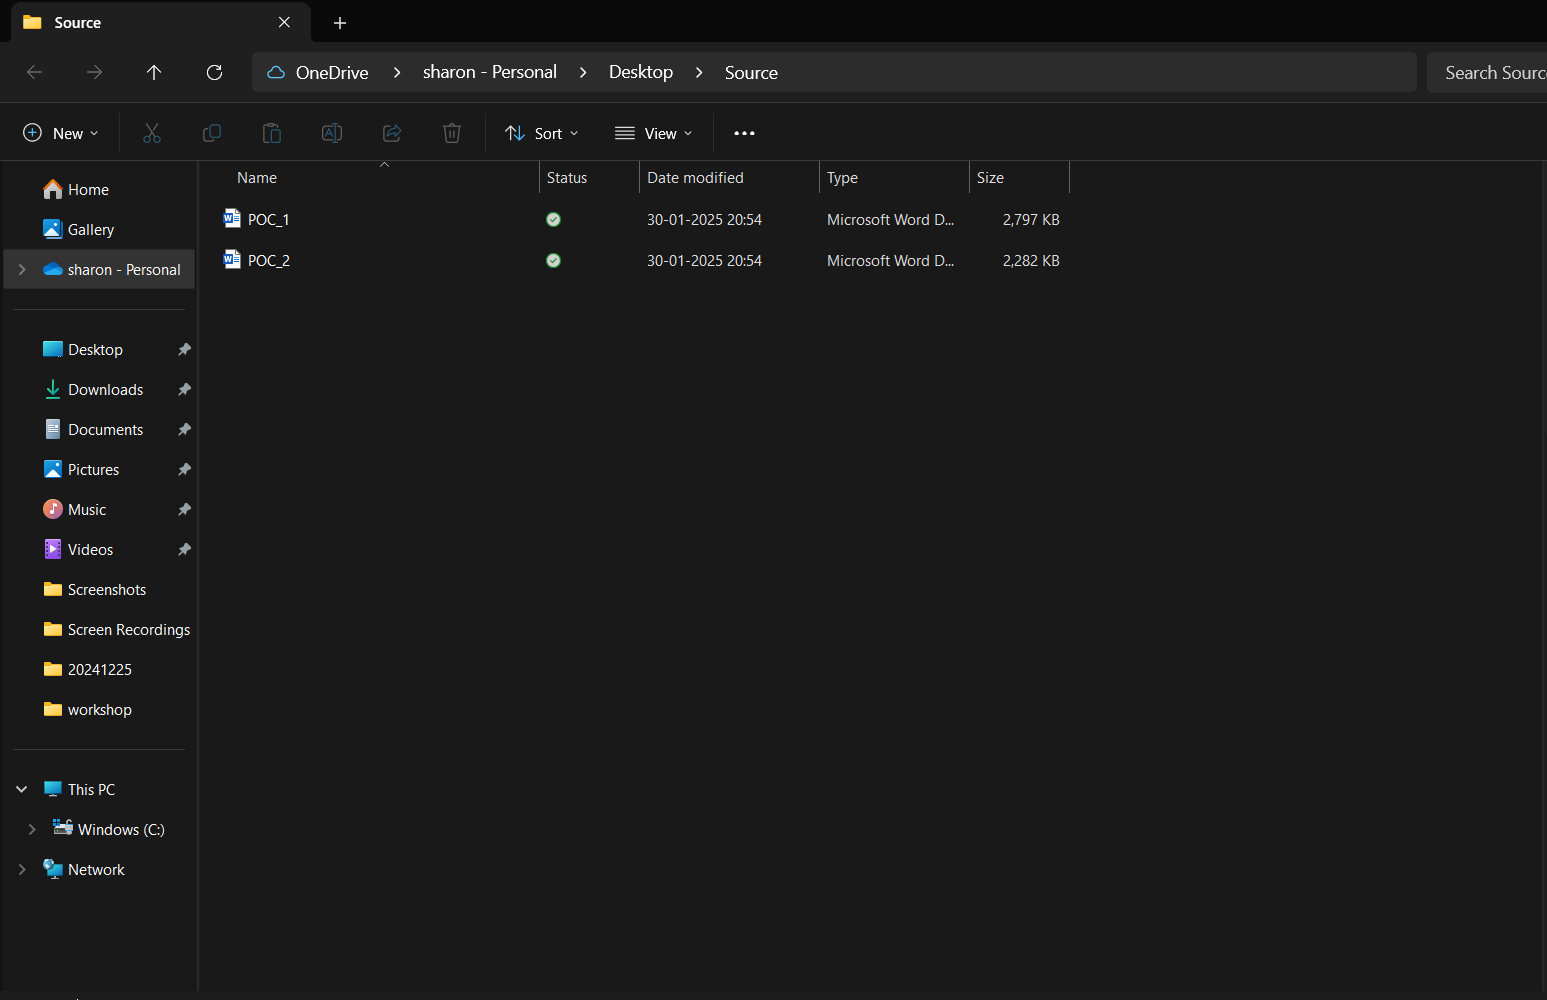 Source
OneDrive > sharon - Personal > Desktop > Source
Search Sourc
New
Sort
View
Name Status Date modified Type Size
POC_1 30-01-2025 20:54 Microsoft Word D... 2,797 KB
POC_2 30-01-2025 20:54 Microsoft Word D... 2,282 KB
Home
Gallery
sharon - Personal
Desktop
Downloads
Documents
Pictures
Music
Videos
Screenshots
Screen Recordings
20241225
workshop
This PC
Windows (C:)
Network